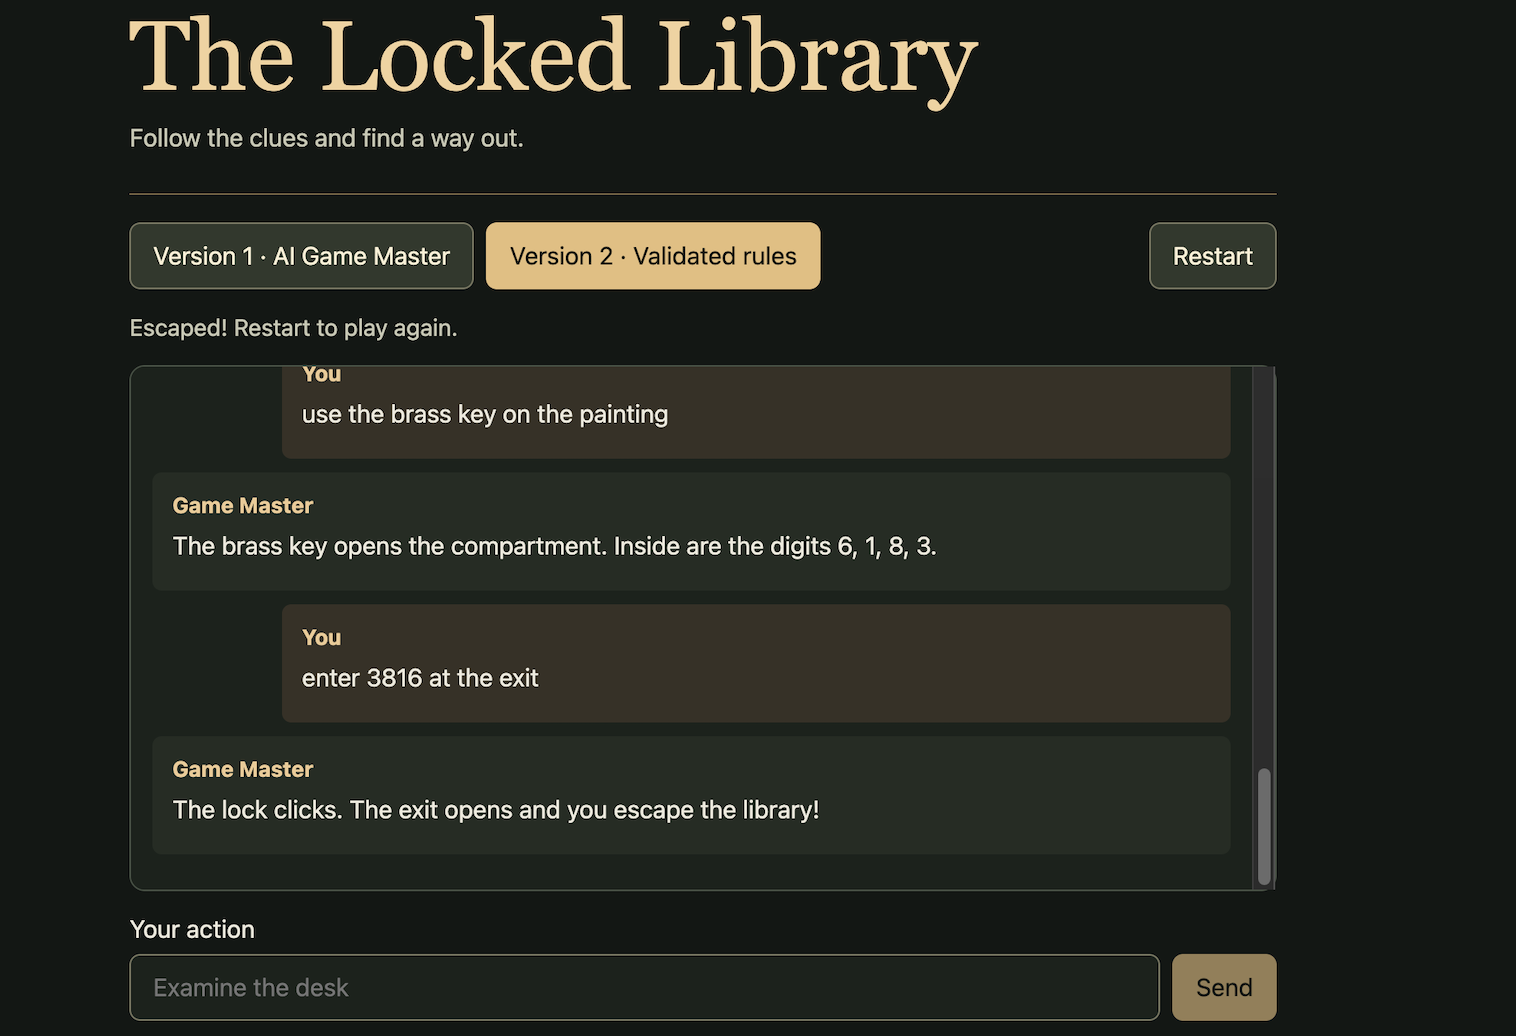 The Locked Library
Follow the clues and find a way out.
Version 1 · AI Game Master
Version 2 · Validated rules
Restart
Escaped! Restart to play again.
You
use the brass key on the painting
Game Master
The brass key opens the compartment. Inside are the digits 6, 1, 8, 3.
You
enter 3816 at the exit
Game Master
The lock clicks. The exit opens and you escape the library!
Your action
Examine the desk
Send